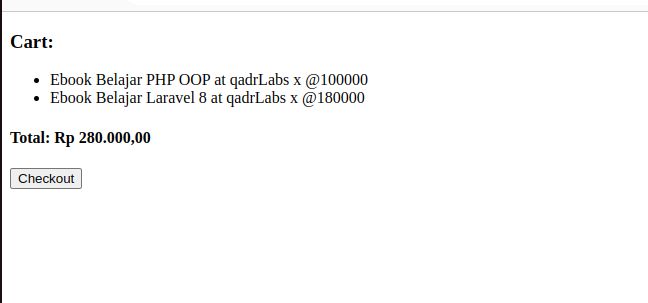 Cart:
Ebook Belajar PHP OOP at qadrLabs x @100000
Ebook Belajar Laravel 8 at qadrLabs x @180000
Total: Rp 280.000,00
Checkout